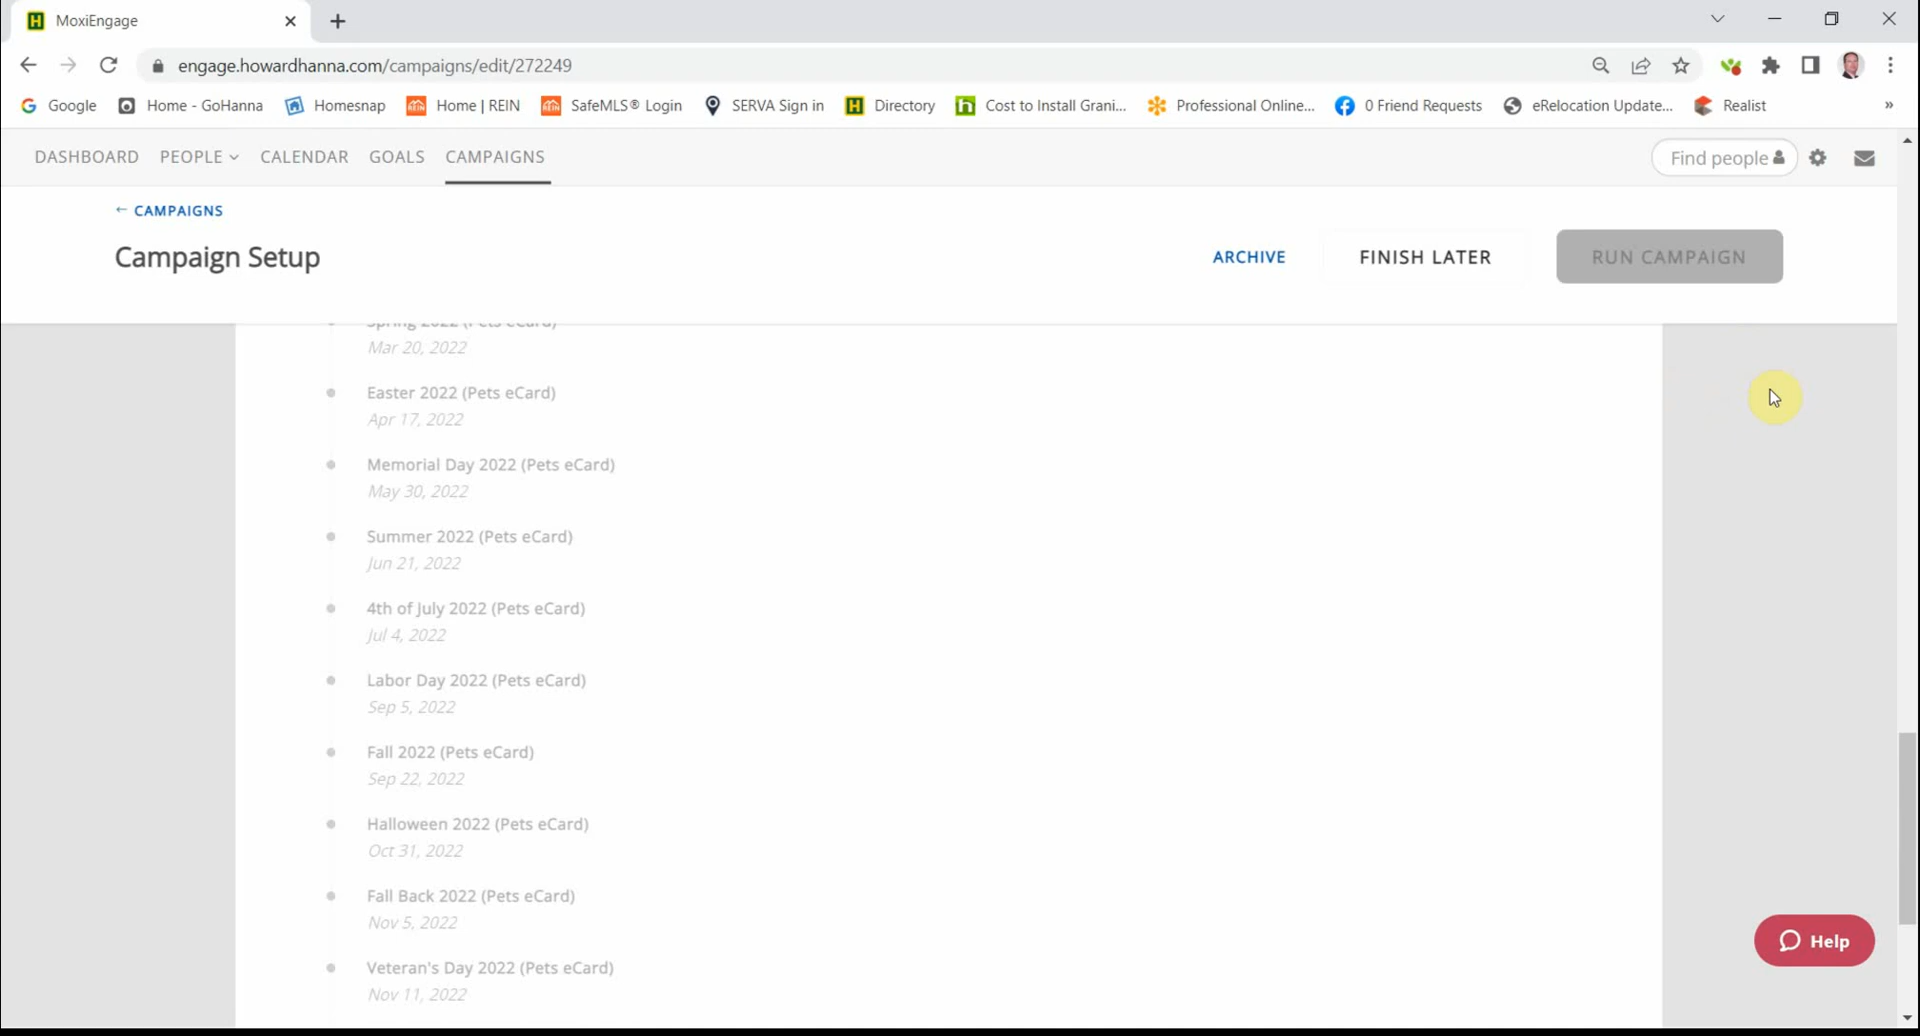 MoxiEngage
engage.howardhanna.com/campaigns/edit/272249
Google Home - GoHanna Homesnap Home | REIN SafeMLS® Login SERVA Sign in Directory Cost to Install Grani... Professional Online... 0 Friend Requests eRelocation Update... Realist »
DASHBOARD PEOPLE CALENDAR GOALS CAMPAIGNS Find people
← CAMPAIGNS
Campaign Setup ARCHIVE FINISH LATER RUN CAMPAIGN
Spring 2022 (Pets eCard)
Mar 20, 2022
Easter 2022 (Pets eCard)
Apr 17, 2022
Memorial Day 2022 (Pets eCard)
May 30, 2022
Summer 2022 (Pets eCard)
Jun 21, 2022
4th of July 2022 (Pets eCard)
Jul 4, 2022
Labor Day 2022 (Pets eCard)
Sep 5, 2022
Fall 2022 (Pets eCard)
Sep 22, 2022
Halloween 2022 (Pets eCard)
Oct 31, 2022
Fall Back 2022 (Pets eCard)
Nov 5, 2022
Veteran's Day 2022 (Pets eCard)
Nov 11, 2022
Help